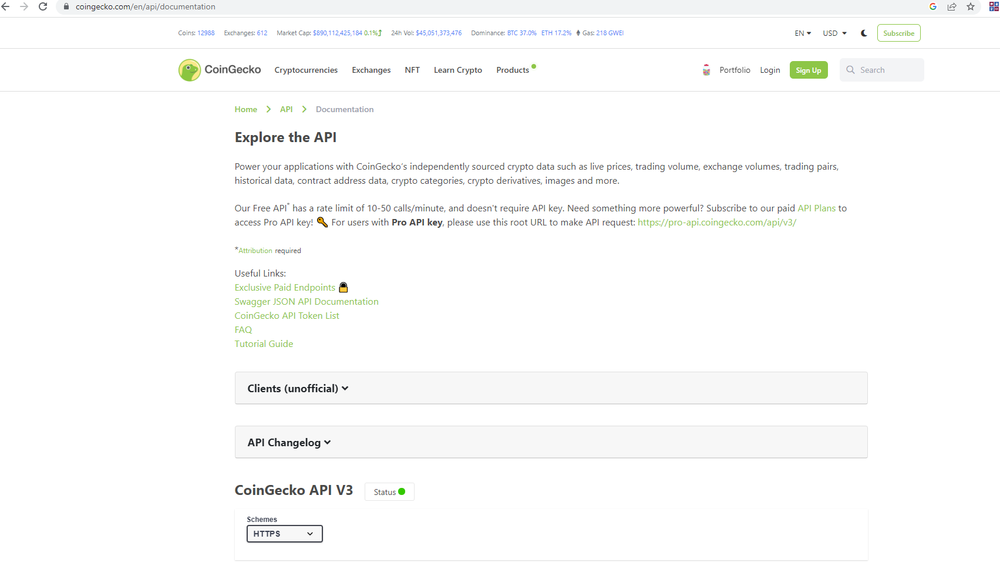 coingecko.com/en/api/documentation
Coins: 12988 Exchanges: 612 Market Cap: $890,112,425,184 0.1% 24h Vol: $45,051,373,476 Dominance: BTC 37.0% ETH 17.2% Gas: 218 GWEI EN USD Subscribe
CoinGecko Cryptocurrencies Exchanges NFT Learn Crypto Products Portfolio Login Sign Up Search
Home API Documentation
Explore the API
Power your applications with CoinGecko’s independently sourced crypto data such as live prices, trading volume, exchange volumes, trading pairs,
historical data, contract address data, crypto categories, crypto derivatives, images and more.
Our Free API* has a rate limit of 10-50 calls/minute, and doesn't require API key. Need something more powerful? Subscribe to our paid API Plans to
access Pro API key! 🔑 For users with Pro API key, please use this root URL to make API request: https://pro-api.coingecko.com/api/v3/
*Attribution required
Useful Links:
Exclusive Paid Endpoints 🔒
Swagger JSON API Documentation
CoinGecko API Token List
FAQ
Tutorial Guide
Clients (unofficial)
API Changelog
CoinGecko API V3 Status
Schemes
HTTPS